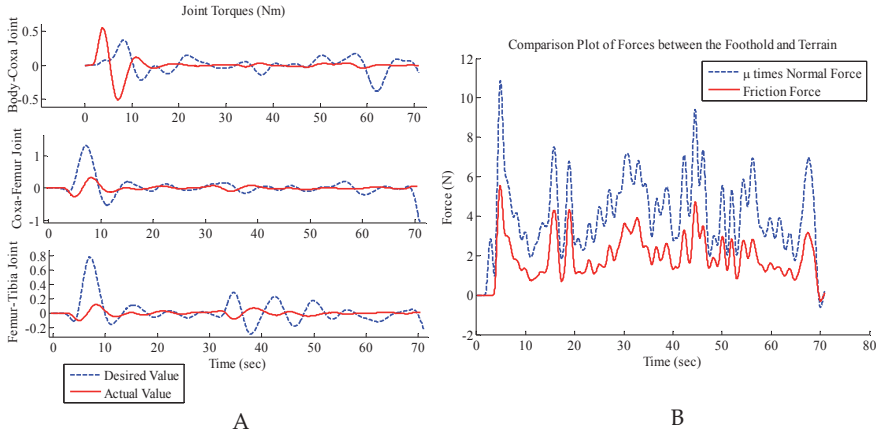 Joint Torques (Nm)
Body-Coxa Joint
0.5
0
-0.5
0 10 20 30 40 50 60 70
Coxa-Femur Joint
1
0
-1
0 10 20 30 40 50 60 70
Femur-Tibia Joint
0.8
0.6
0.4
0.2
0
-0.2
0 10 20 30 40 50 60 70
Time (sec)
Desired Value
Actual Value
A
Comparison Plot of Forces between the Foothold and Terrain
μ times Normal Force
Friction Force
Force (N)
12
10
8
6
4
2
0
-2
0 10 20 30 40 50 60 70 80
Time (sec)
B